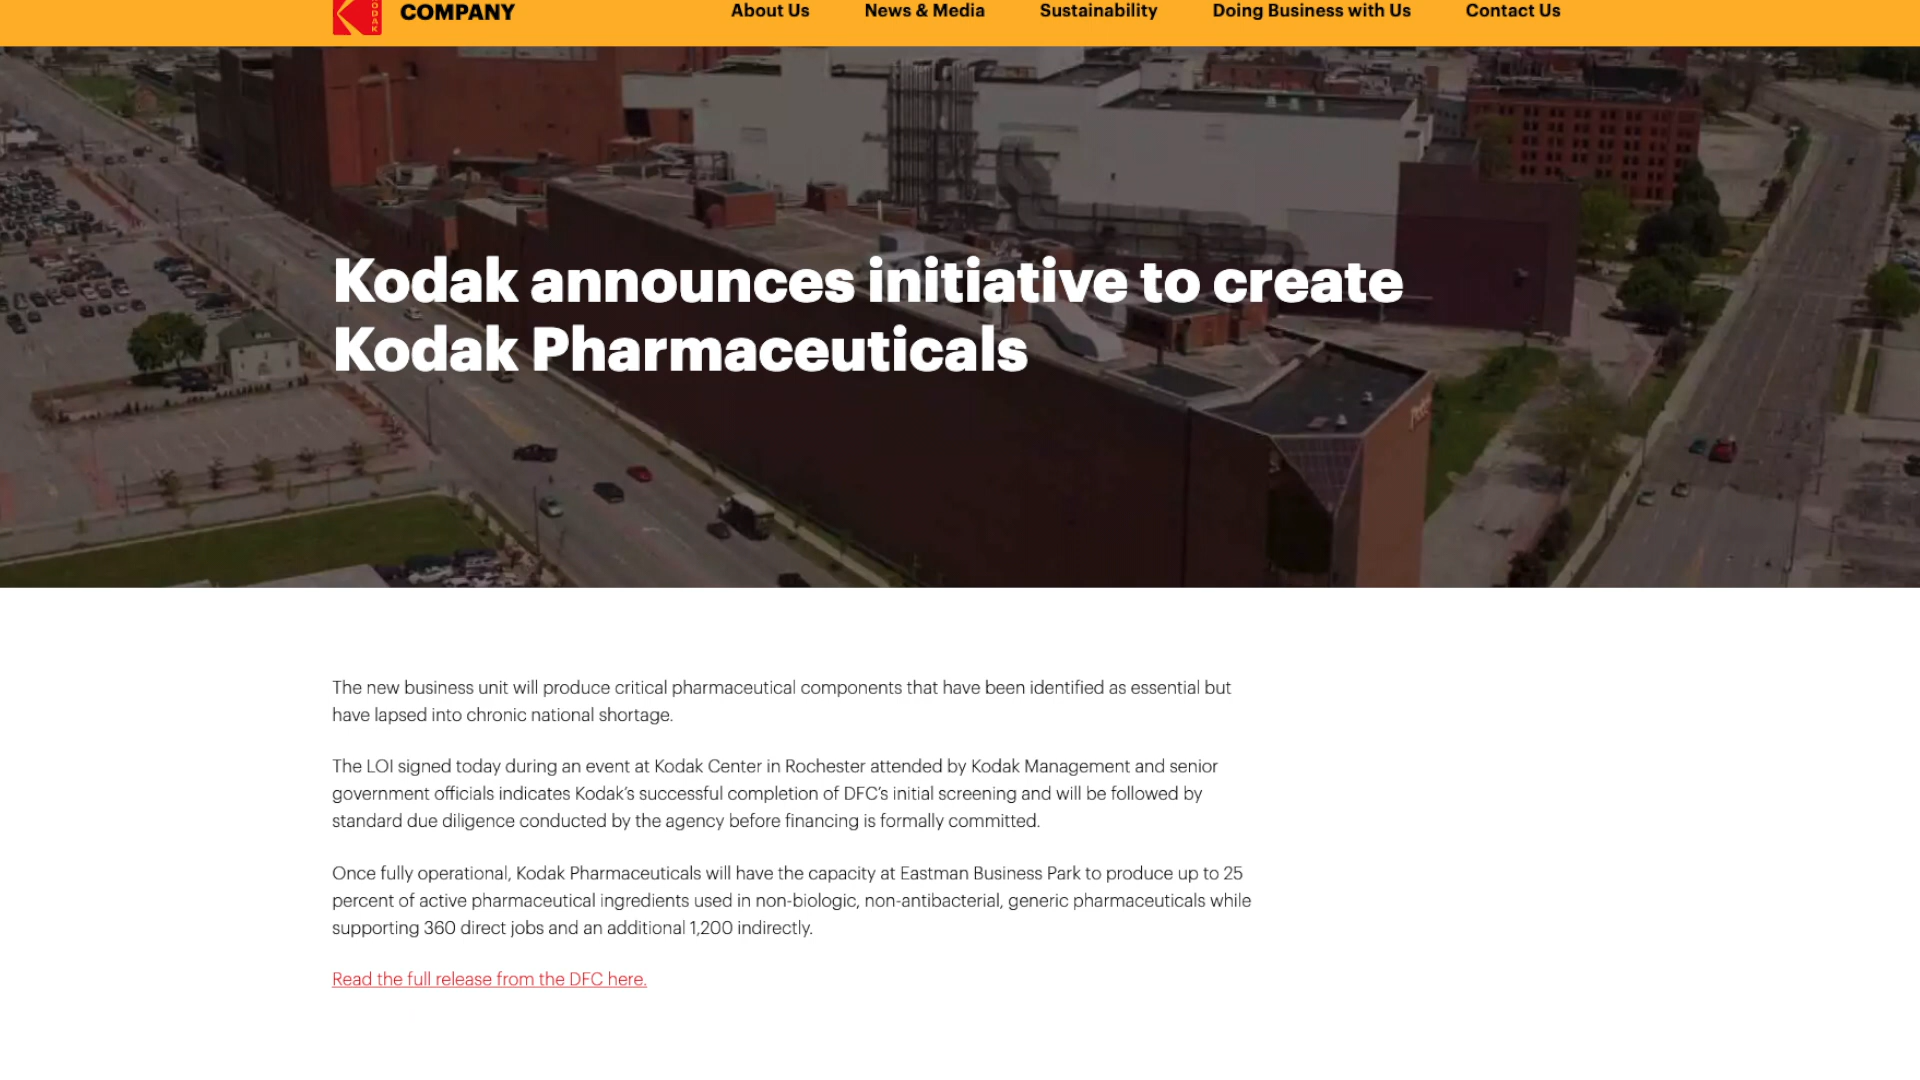 KODAK
COMPANY
About Us
News & Media
Sustainability
Doing Business with Us
Contact Us
Kodak announces initiative to create
Kodak Pharmaceuticals
The new business unit will produce critical pharmaceutical components that have been identified as essential but
have lapsed into chronic national shortage.
The LOI signed today during an event at Kodak Center in Rochester attended by Kodak Management and senior
government officials indicates Kodak’s successful completion of DFC’s initial screening and will be followed by
standard due diligence conducted by the agency before financing is formally committed.
Once fully operational, Kodak Pharmaceuticals will have the capacity at Eastman Business Park to produce up to 25
percent of active pharmaceutical ingredients used in non-biologic, non-antibacterial, generic pharmaceuticals while
supporting 360 direct jobs and an additional 1,200 indirectly.
Read the full release from the DFC here.